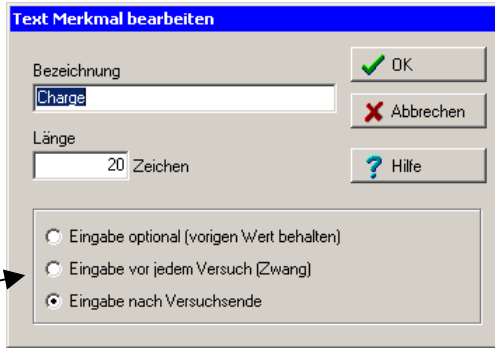 Text Merkmal bearbeiten
Bezeichnung
Charge
OK
Abbrechen
Länge
20 Zeichen
Hilfe
Eingabe optional (vorigen Wert behalten)
Eingabe vor jedem Versuch (Zwang)
Eingabe nach Versuchsende